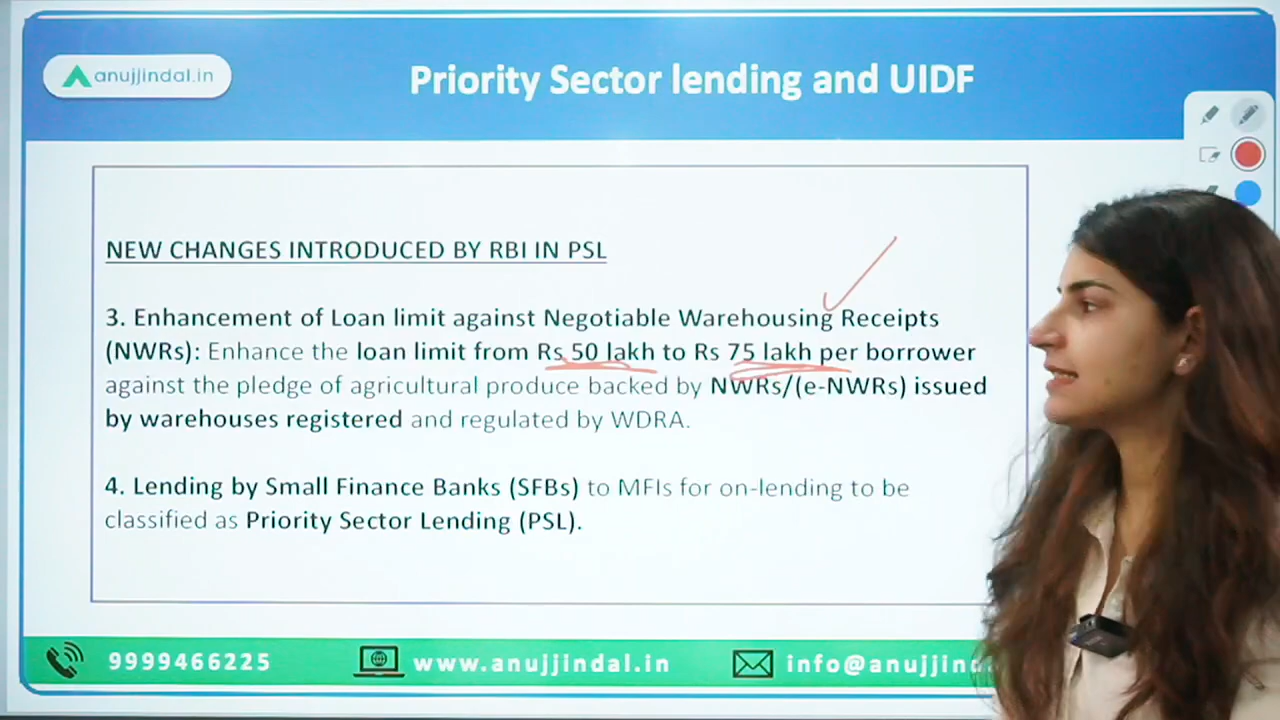 anujjindal.in
Priority Sector lending and UIDF
NEW CHANGES INTRODUCED BY RBI IN PSL
3. Enhancement of Loan limit against Negotiable Warehousing Receipts
(NWRs): Enhance the loan limit from Rs 50 lakh to Rs 75 lakh per borrower
against the pledge of agricultural produce backed by NWRs/(e-NWRs) issued
by warehouses registered and regulated by WDRA.
4. Lending by Small Finance Banks (SFBs) to MFIs for on-lending to be
classified as Priority Sector Lending (PSL).
9999466225 www.anujjindal.in